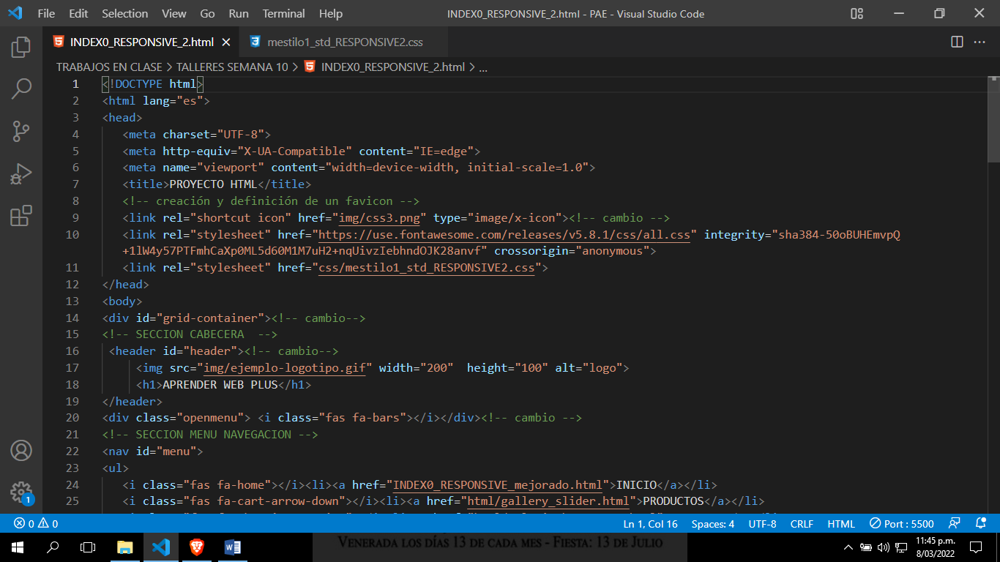 File Edit Selection View Go Run Terminal Help INDEX0_RESPONSIVE_2.html - PAE - Visual Studio Code
INDEX0_RESPONSIVE_2.html mestilo1_std_RESPONSIVE2.css
TRABAJOS EN CLASE > TALLERES SEMANA 10 > INDEX0_RESPONSIVE_2.html > ...
1 <!DOCTYPE html>
2 <html lang="es">
3 <head>
4 <meta charset="UTF-8">
5 <meta http-equiv="X-UA-Compatible" content="IE=edge">
6 <meta name="viewport" content="width=device-width, initial-scale=1.0">
7 <title>PROYECTO HTML</title>
8 <!-- creación y definición de un favicon -->
9 <link rel="shortcut icon" href="img/css3.png" type="image/x-icon"><!-- cambio -->
10 <link rel="stylesheet" href="https://use.fontawesome.com/releases/v5.8.1/css/all.css" integrity="sha384-50oBUHEmvpQ
+1lW4y57PTFmhCaXp0ML5d60M1M7uH2+nqUivzIebhndOJK28anvf" crossorigin="anonymous">
11 <link rel="stylesheet" href="css/mestilo1_std_RESPONSIVE2.css">
12 </head>
13 <body>
14 <div id="grid-container"><!-- cambio-->
15 <!-- SECCION CABECERA  -->
16 <header id="header"><!-- cambio-->
17 <img src="img/ejemplo-logotipo.gif" width="200"  height="100" alt="logo">
18 <h1>APRENDER WEB PLUS</h1>
19 </header>
20 <div class="openmenu"> <i class="fas fa-bars"></i></div><!-- cambio -->
21 <!-- SECCION MENU NAVEGACION -->
22 <nav id="menu">
23 <ul>
24 <i class="fas fa-home"></i><li><a href="INDEX0_RESPONSIVE_mejorado.html">INICIO</a></li>
25 <i class="fas fa-cart-arrow-down"></i><li><a href="html/gallery_slider.html">PRODUCTOS</a></li>
1
0 0 Ln 1, Col 16 Spaces: 4 UTF-8 CRLF HTML Port : 5500
VENERADA LOS DÍAS 13 DE CADA MES - FIESTA: 13 DE JULIO
11:45 p.m.
8/03/2022